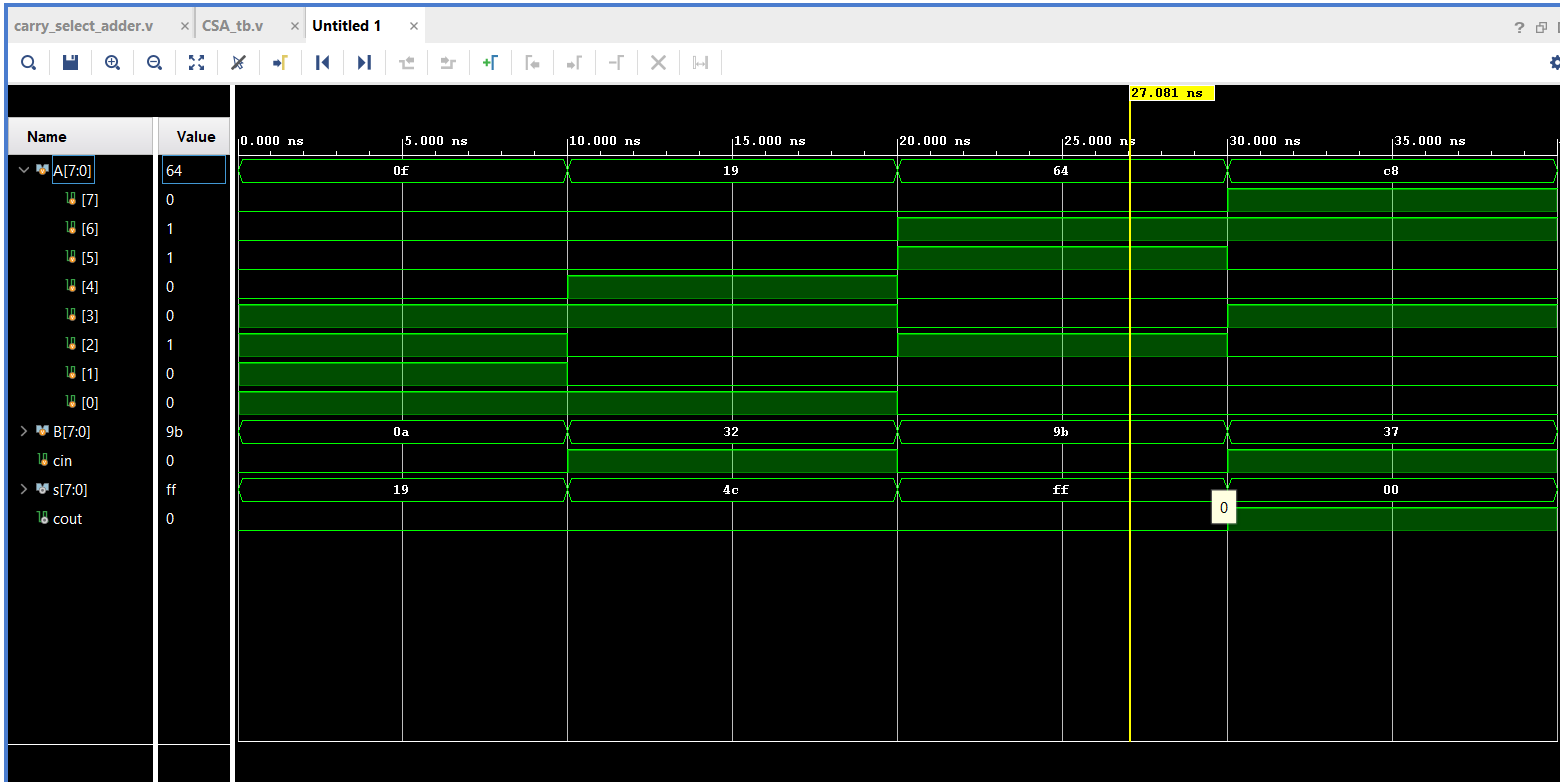 carry_select_adder.v × CSA_tb.v × Untitled 1 × ?
27.081 ns
Name Value
0.000 ns 5.000 ns 10.000 ns 15.000 ns 20.000 ns 25.000 ns 30.000 ns 35.000 ns
A[7:0] 64 0f 19 64 c8
[7] 0
[6] 1
[5] 1
[4] 0
[3] 0
[2] 1
[1] 0
[0] 0
B[7:0] 9b 0a 32 9b 37
cin 0
s[7:0] ff 19 4c ff 00
0
cout 0